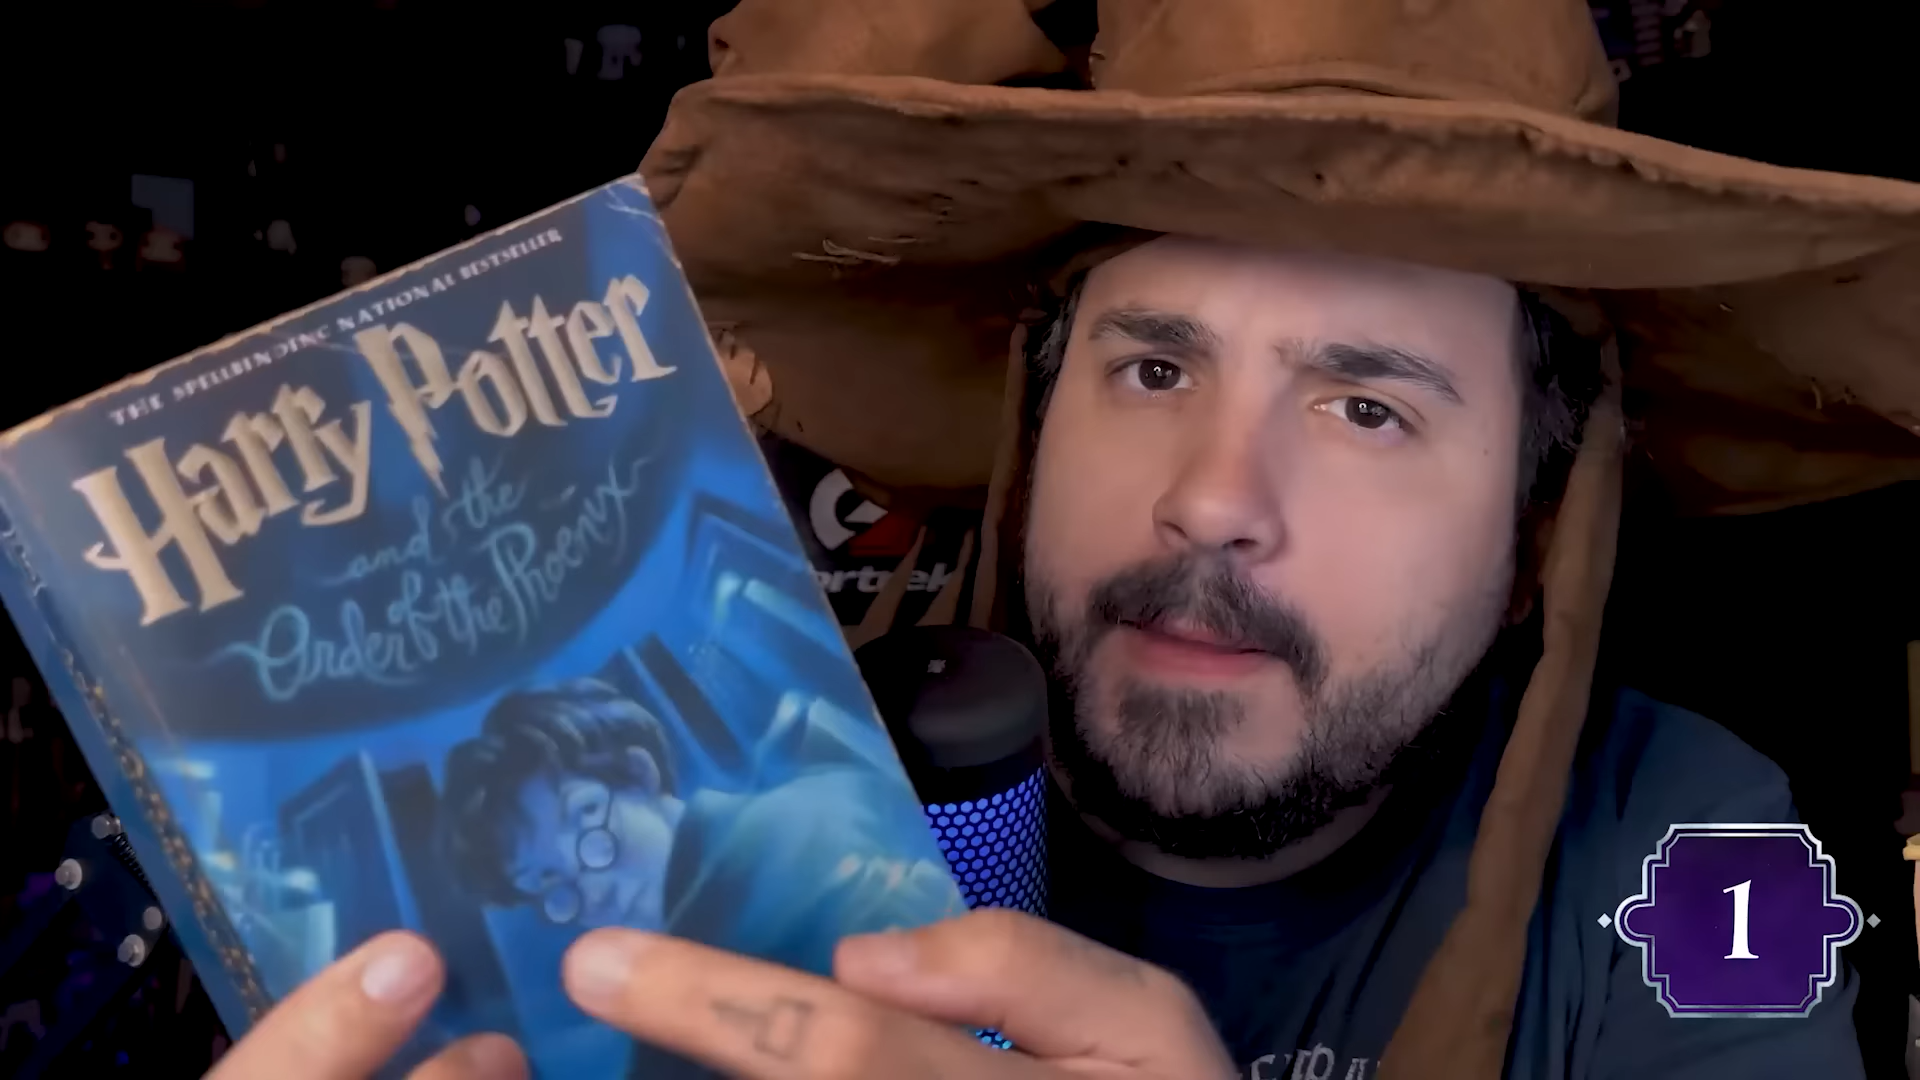 THE SPELLBINDING NATIONAL BESTSELLER
Harry Potter
and the
Order of the Phoenix
1